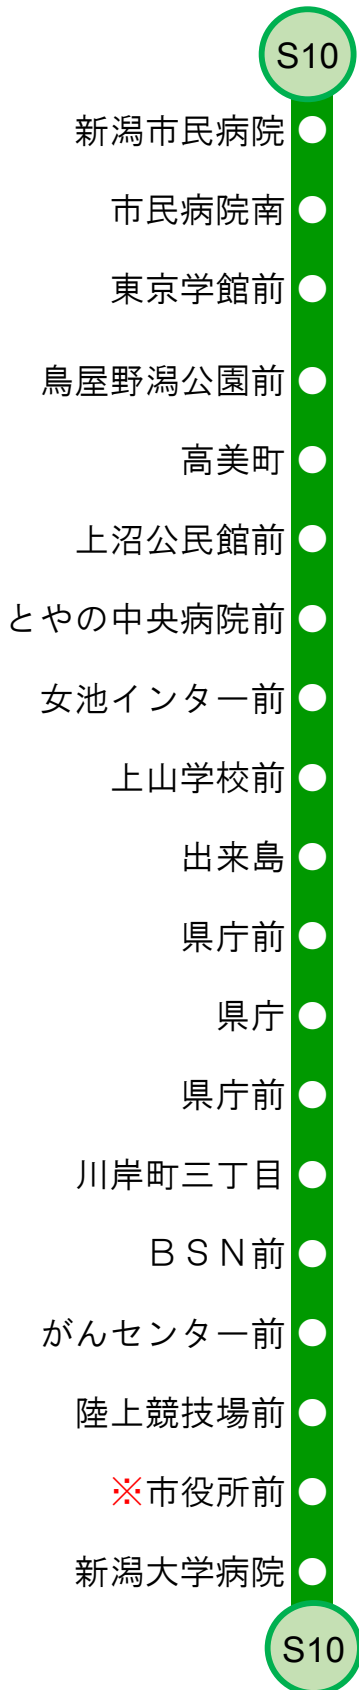 S10
新潟市民病院
市民病院南
東京学館前
鳥屋野潟公園前
高美町
上沼公民館前
とやの中央病院前
女池インター前
上山学校前
出来島
県庁前
県庁
県庁前
川岸町三丁目
ＢＳＮ前
がんセンター前
陸上競技場前
※市役所前
新潟大学病院
S10